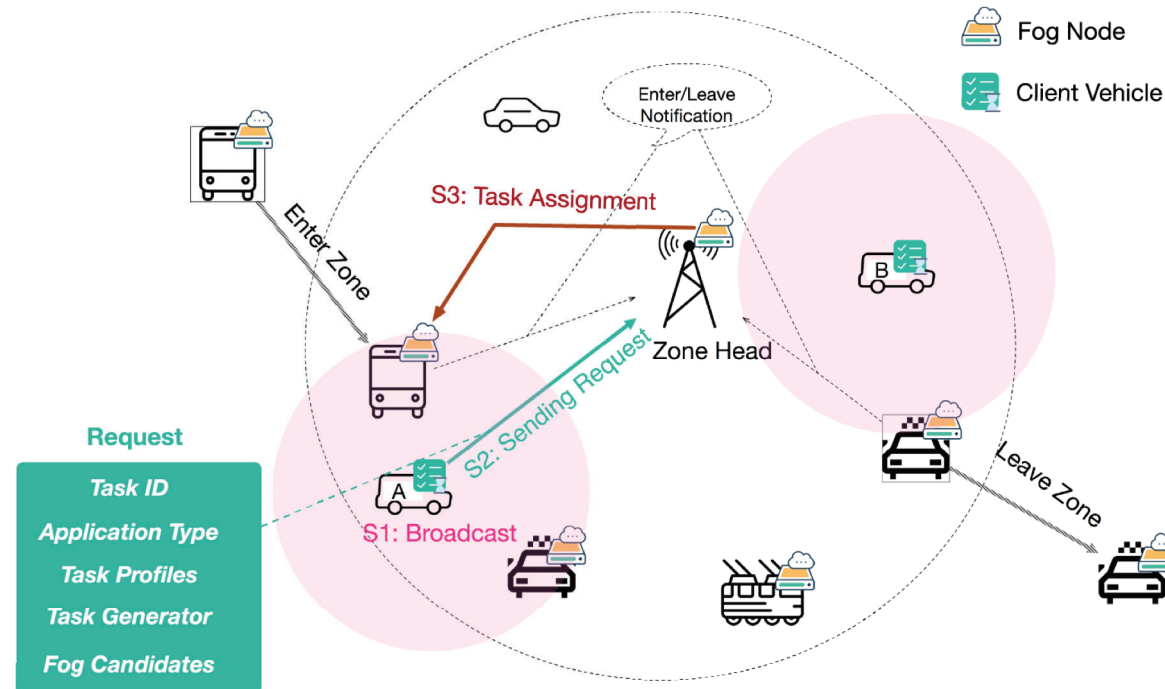 Fog Node
Client Vehicle
Enter/Leave
Notification
S3: Task Assignment
Enter Zone
B
Zone Head
S2: Sending Request
Request
Task ID
Application Type
Task Profiles
Task Generator
Fog Candidates
A
S1: Broadcast
Leave Zone